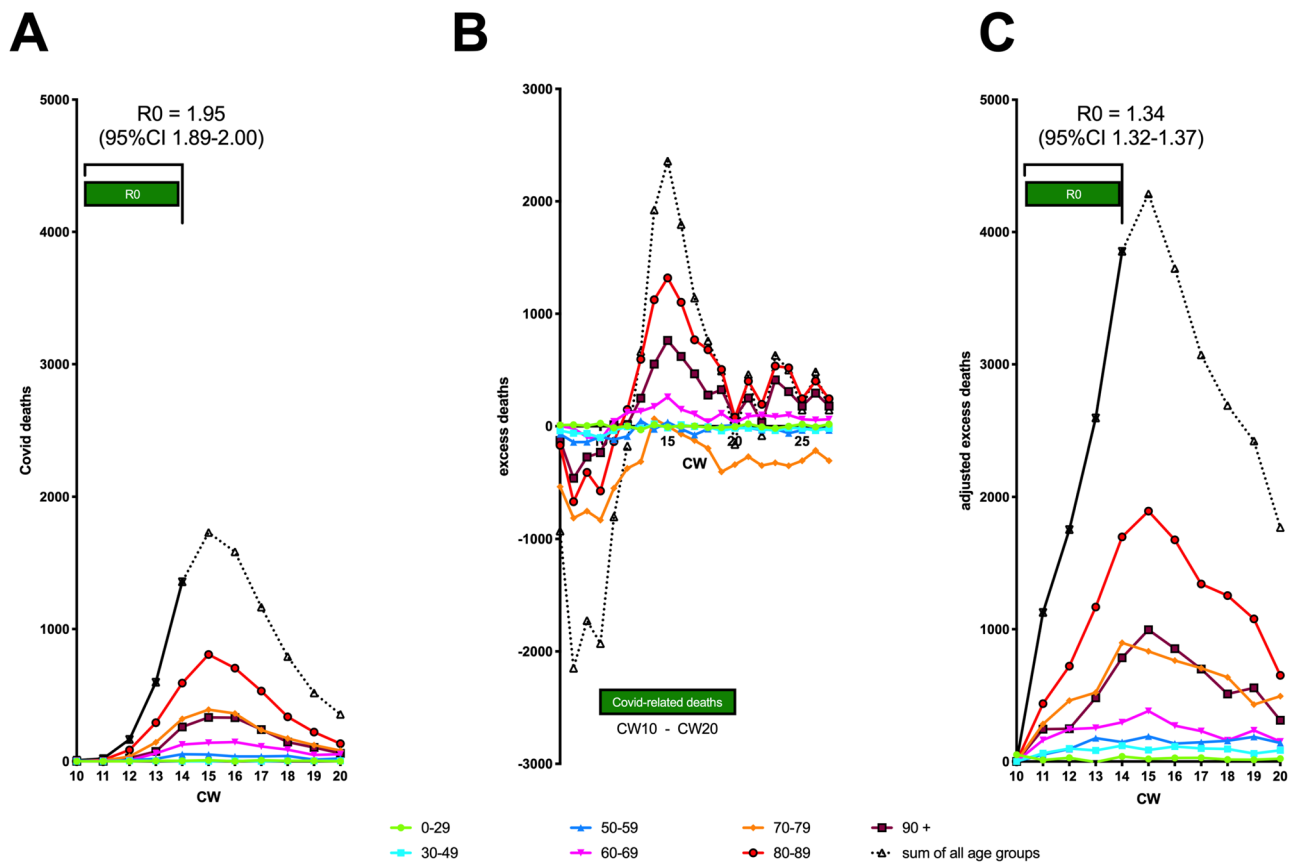 A
R0 = 1.95
(95%CI 1.89-2.00)
R0
5000
4000
3000
2000
1000
0
Covid deaths
10 11 12 13 14 15 16 17 18 19 20
CW
B
3000
2000
1000
0
-1000
-2000
-3000
excess deaths
15 20 25
CW
Covid-related deaths
CW10 - CW20
C
R0 = 1.34
(95%CI 1.32-1.37)
R0
5000
4000
3000
2000
1000
0
adjusted excess deaths
10 11 12 13 14 15 16 17 18 19 20
CW
0-29 50-59 70-79 90 +
30-49 60-69 80-89 sum of all age groups